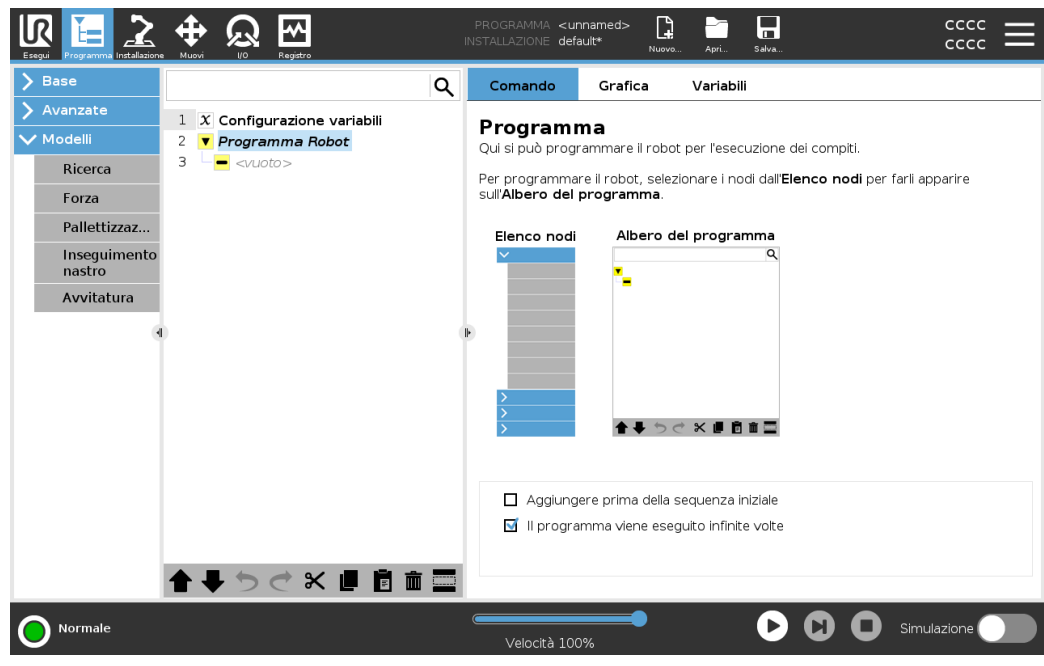 PROGRAMMA <unnamed>
INSTALLAZIONE default*
CCCC
CCCC
Esegui
Programma
Installazione
Muovi
I/O
Registro
Nuovo...
Apri...
Salva...
Base
Avanzate
Modelli
Ricerca
Forza
Pallettizzaz...
Inseguimento
nastro
Avvitatura
1 x Configurazione variabili
2 Programma Robot
3 <vuoto>
Comando
Grafica
Variabili
Programma
Qui si può programmare il robot per l'esecuzione dei compiti.
Per programmare il robot, selezionare i nodi dall'Elenco nodi per farli apparire
sull'Albero del programma.
Elenco nodi
Albero del programma
Aggiungere prima della sequenza iniziale
Il programma viene eseguito infinite volte
Normale
Velocità 100%
Simulazione